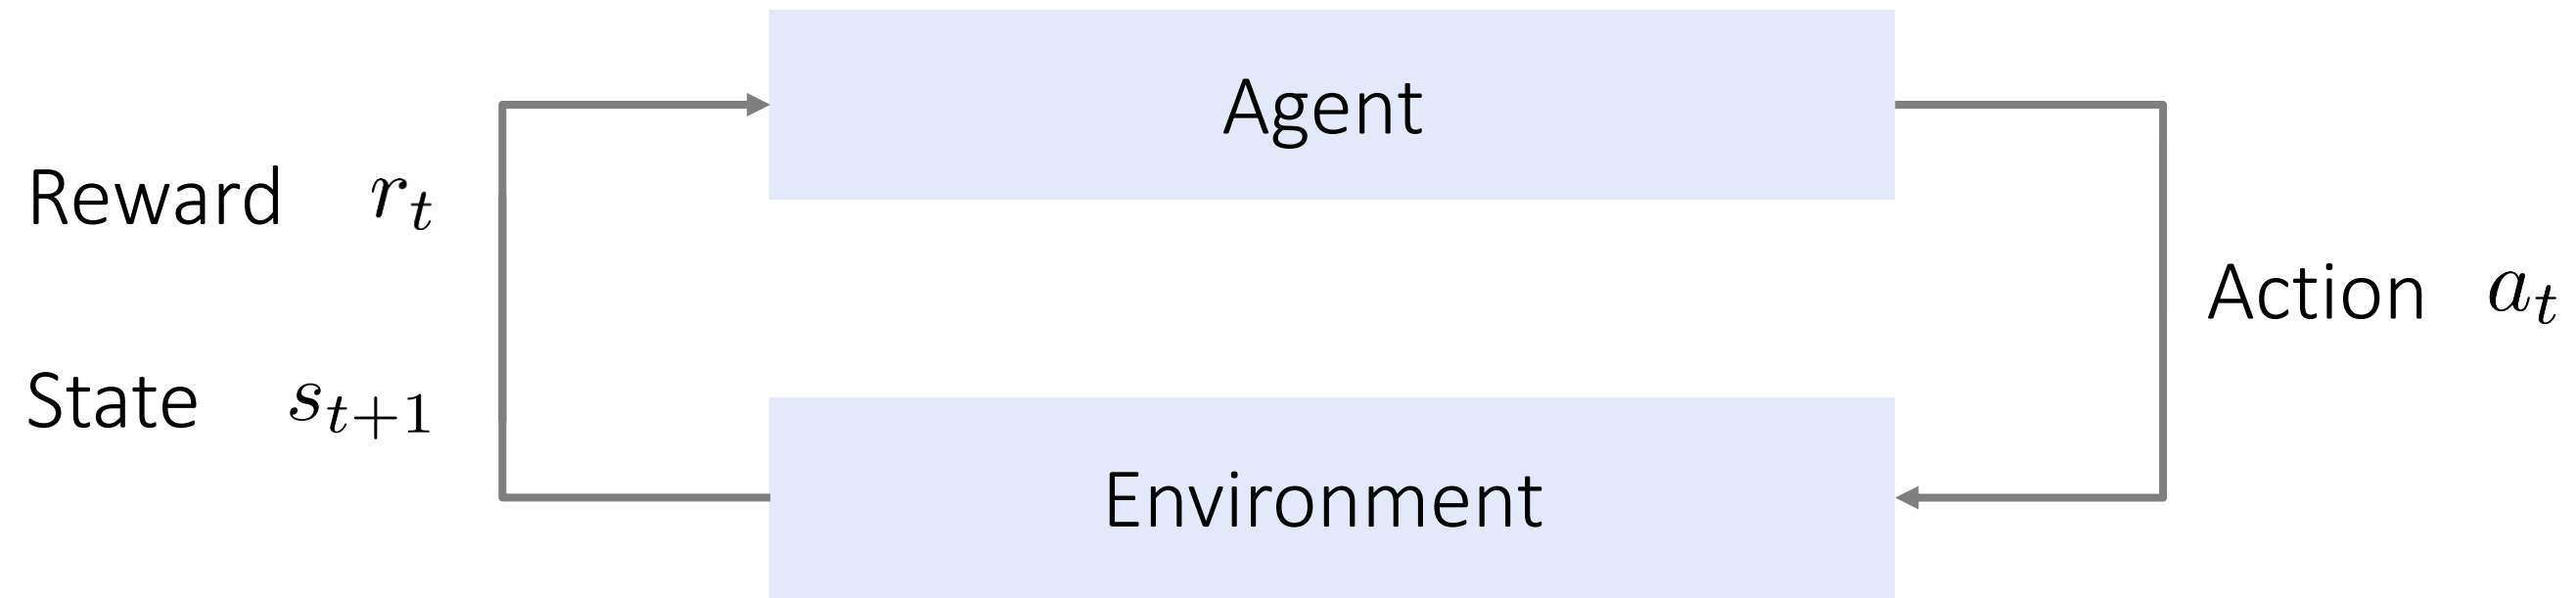 Agent
Reward r_t
Action a_t
State s_{t+1}
Environment